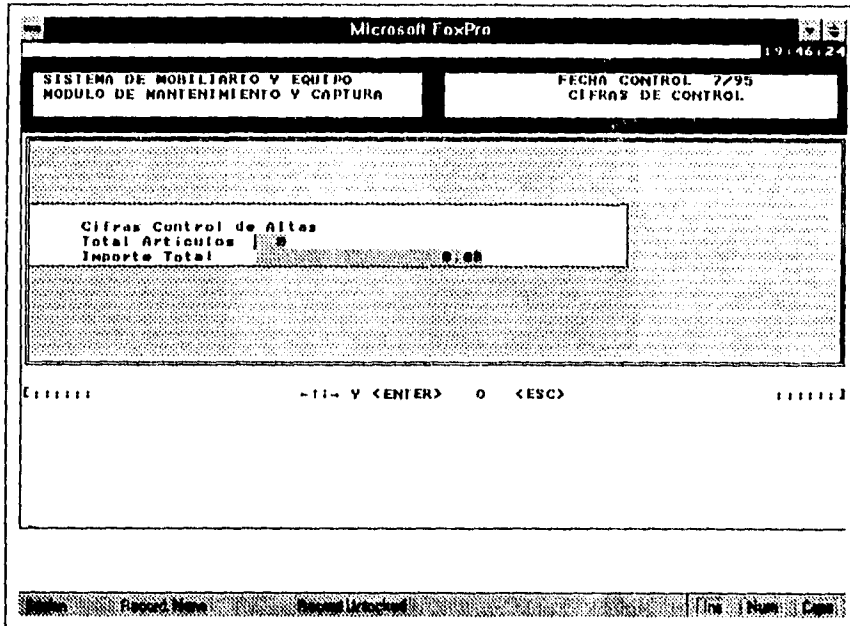 Microsoft FoxPro
19:46:24
SISTEMA DE MOBILIARIO Y EQUIPO
MODULO DE MANTENIMIENTO Y CAPTURA
FECHA CONTROL 7/95
CIFRAS DE CONTROL
Cifras Control de Altas
Total Articulos 0
Importe Total 0.00
[:::::: ←↑↓→ Y <ENTER> O <ESC> ::::::]
Record: None
Record Unlocked
Ins Num Caps